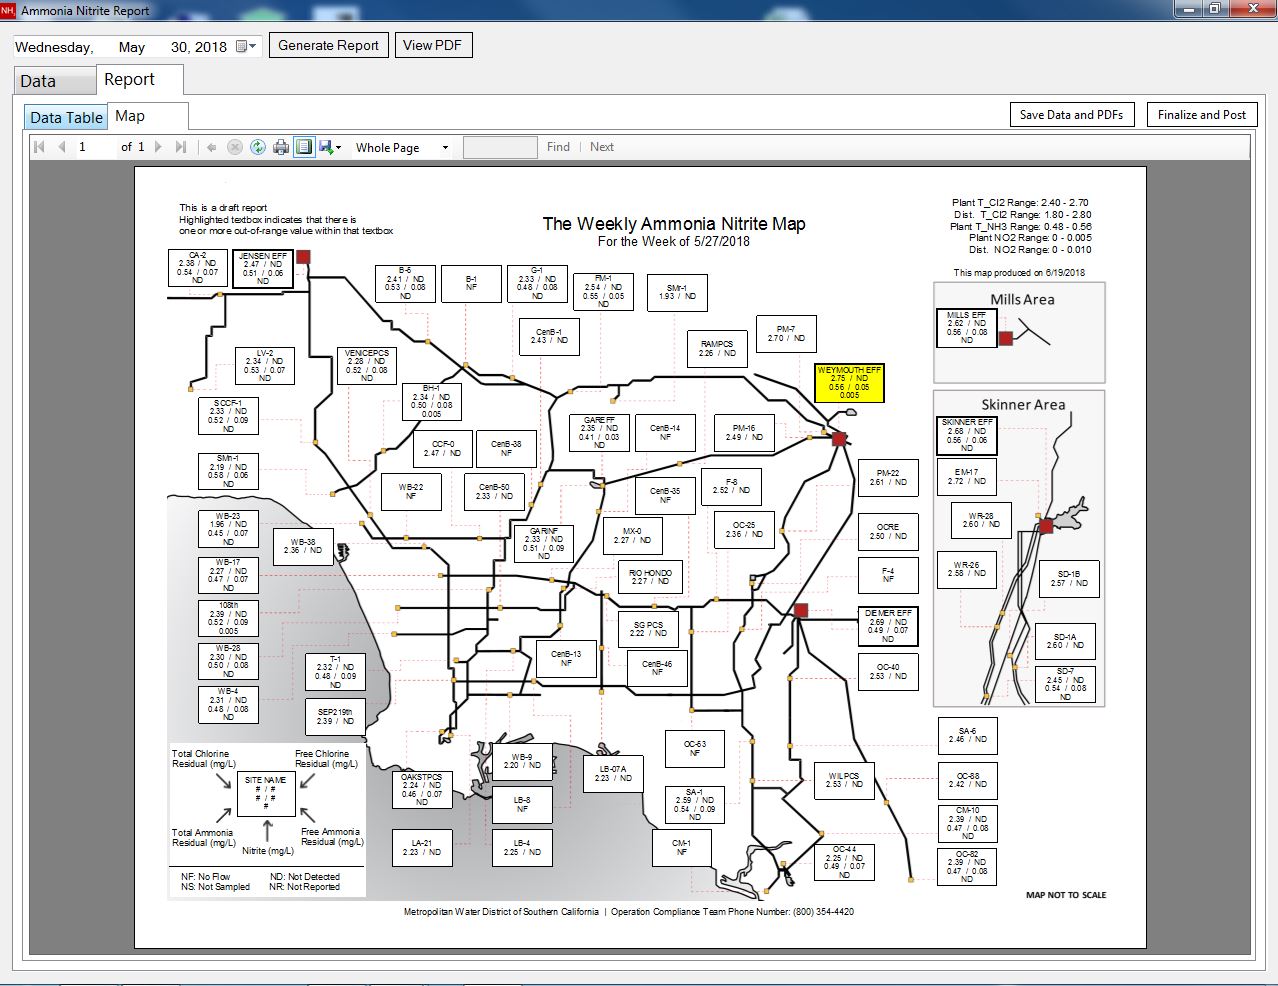 NH3 Ammonia Nitrite Report
Wednesday, May 30, 2018
Generate Report
View PDF
Data
Report
Data Table
Map
Save Data and PDFs
Finalize and Post
1 of 1
Whole Page
Find | Next
This is a draft report
Highlighted textbox indicates that there is
one or more out-of-range value within that textbox
The Weekly Ammonia Nitrite Map
For the Week of 5/27/2018
Plant T_Cl2 Range: 2.40 - 2.70
Dist. T_Cl2 Range: 1.80 - 2.80
Plant T_NH3 Range: 0.48 - 0.56
Plant NO2 Range: 0 - 0.005
Dist. NO2 Range: 0 - 0.010
This map produced on 6/19/2018
CA-2
2.38 / ND
0.54 / 0.07
ND
JENSEN EFF
2.47 / ND
0.51 / 0.06
ND
B-5
2.41 / ND
0.53 / 0.08
ND
B-1
NF
G-1
2.33 / ND
0.48 / 0.08
ND
FM-1
2.54 / ND
0.55 / 0.05
ND
SMr-1
1.93 / ND
CenB-1
2.43 / ND
RAMPCS
2.26 / ND
PM-7
2.70 / ND
WEYMOUTH EFF
2.75 / ND
0.56 / 0.05
0.005
Mills Area
MILLS EFF
2.62 / ND
0.56 / 0.08
ND
LV-2
2.34 / ND
0.53 / 0.07
ND
VENICEPCS
2.28 / ND
0.52 / 0.08
ND
BH-1
2.34 / ND
0.50 / 0.08
0.005
SCCF-1
2.33 / ND
0.52 / 0.09
ND
CCF-0
2.47 / ND
CenB-38
NF
GAREFF
2.35 / ND
0.41 / 0.03
ND
CenB-14
NF
PM-16
2.49 / ND
Skinner Area
SKINNER EFF
2.68 / ND
0.56 / 0.06
ND
SMn-1
2.19 / ND
0.58 / 0.06
ND
WB-22
NF
CenB-50
2.33 / ND
CenB-35
NF
F-8
2.52 / ND
PM-22
2.61 / ND
EM-17
2.72 / ND
WB-23
1.96 / ND
0.45 / 0.07
ND
WB-38
2.36 / ND
GARINF
2.33 / ND
0.51 / 0.09
ND
MX-0
2.27 / ND
OC-25
2.36 / ND
OCRE
2.50 / ND
WR-28
2.60 / ND
WB-17
2.27 / ND
0.47 / 0.07
ND
RIO HONDO
2.27 / ND
F-4
NF
WR-26
2.58 / ND
SD-1B
2.57 / ND
108th
2.39 / ND
0.52 / 0.09
0.005
SG PCS
2.22 / ND
DIEMER EFF
2.69 / ND
0.49 / 0.07
ND
SD-1A
2.60 / ND
WB-28
2.30 / ND
0.50 / 0.08
ND
T-1
2.32 / ND
0.48 / 0.09
ND
CenB-13
NF
CenB-46
NF
OC-40
2.53 / ND
SD-7
2.45 / ND
0.54 / 0.08
ND
WB-4
2.31 / ND
0.48 / 0.08
ND
SEP219th
2.39 / ND
OC-53
NF
SA-6
2.46 / ND
Total Chlorine
Residual (mg/L)
Free Chlorine
Residual (mg/L)
SITE NAME
# / #
# / #
#
Total Ammonia
Residual (mg/L)
Free Ammonia
Residual (mg/L)
Nitrite (mg/L)
NF: No Flow
ND: Not Detected
NS: Not Sampled
NR: Not Reported
OAKSTPCS
2.24 / ND
0.46 / 0.07
ND
WB-9
2.20 / ND
LB-07A
2.23 / ND
WILPCS
2.53 / ND
OC-88
2.42 / ND
LB-8
NF
SA-1
2.59 / ND
0.54 / 0.09
ND
CM-10
2.39 / ND
0.47 / 0.08
ND
LA-21
2.23 / ND
LB-4
2.25 / ND
CM-1
NF
OC-44
2.25 / ND
0.49 / 0.07
ND
OC-82
2.39 / ND
0.47 / 0.08
ND
MAP NOT TO SCALE
Metropolitan Water District of Southern California | Operation Compliance Team Phone Number: (800) 354-4420